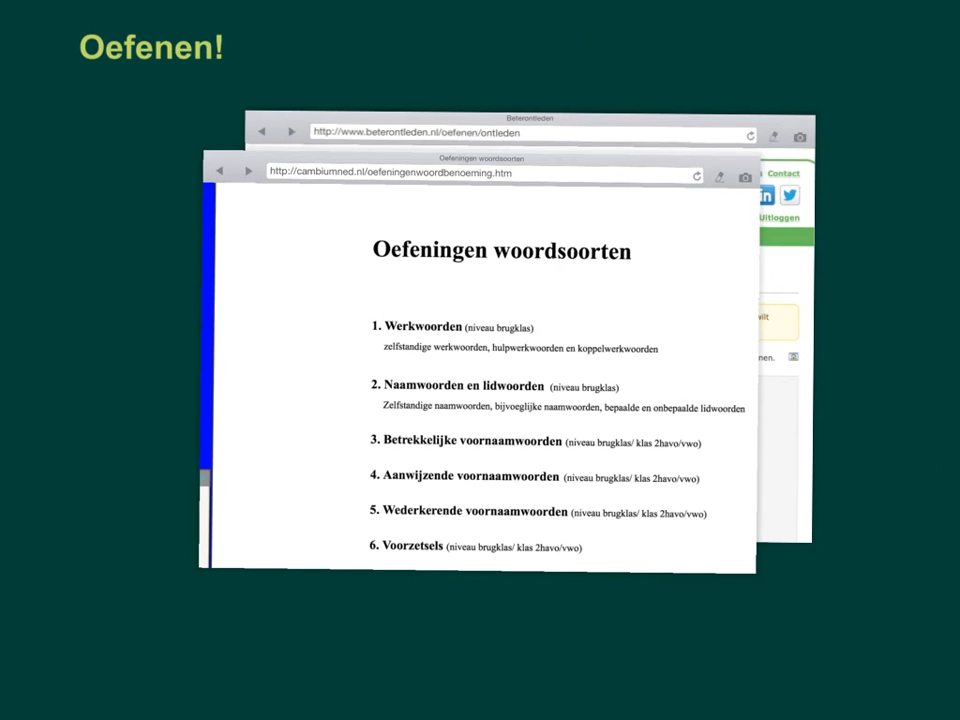 Oefenen!
Beterontleden
http://www.beterontleden.nl/oefenen/ontleden
Oefeningen woordsoorten
http://cambiumned.nl/oefeningenwoordbenoeming.htm
Contact
in
Uitloggen
Oefeningen woordsoorten
1. Werkwoorden (niveau brugklas)
zelfstandige werkwoorden, hulpwerkwoorden en koppelwerkwoorden
2. Naamwoorden en lidwoorden (niveau brugklas)
Zelfstandige naamwoorden, bijvoeglijke naamwoorden, bepaalde en onbepaalde lidwoorden
3. Betrekkelijke voornaamwoorden (niveau brugklas/ klas 2havo/vwo)
4. Aanwijzende voornaamwoorden (niveau brugklas/ klas 2havo/vwo)
5. Wederkerende voornaamwoorden (niveau brugklas/ klas 2havo/vwo)
6. Voorzetsels (niveau brugklas/ klas 2havo/vwo)